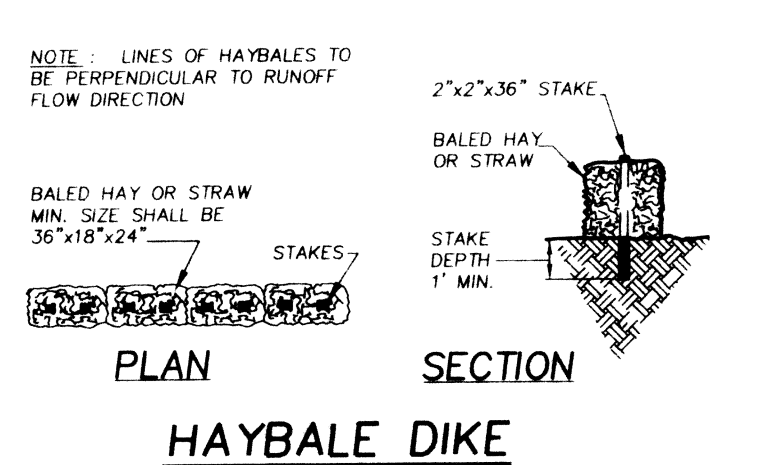 NOTE : LINES OF HAYBALES TO
BE PERPENDICULAR TO RUNOFF
FLOW DIRECTION
BALED HAY OR STRAW
MIN. SIZE SHALL BE
36"x18"x24"
STAKES
PLAN
2"x2"x36" STAKE
BALED HAY
OR STRAW
STAKE
DEPTH
1' MIN.
SECTION
HAYBALE DIKE